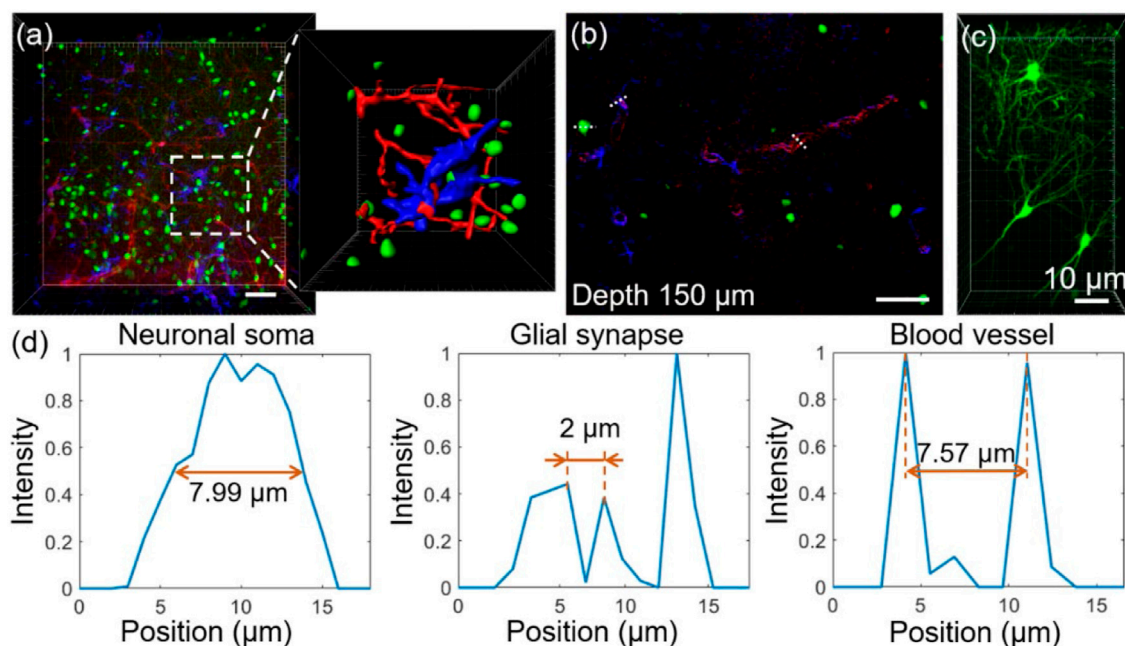 (a)
(b)
(c)
Depth 150 μm
10 μm
(d)
Neuronal soma
Glial synapse
Blood vessel
1
0.8
0.6
0.4
0.2
0
Intensity
7.99 μm
0
5
10
15
Position (μm)
1
0.8
0.6
0.4
0.2
0
Intensity
2 μm
0
5
10
15
Position (μm)
1
0.8
0.6
0.4
0.2
0
Intensity
7.57 μm
0
5
10
15
Position (μm)